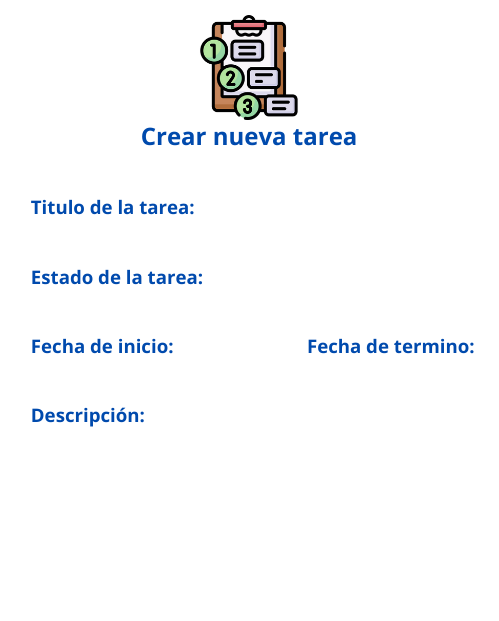 1
2
3
Crear nueva tarea
Titulo de la tarea:
Estado de la tarea:
Fecha de inicio:
Fecha de termino:
Descripción: